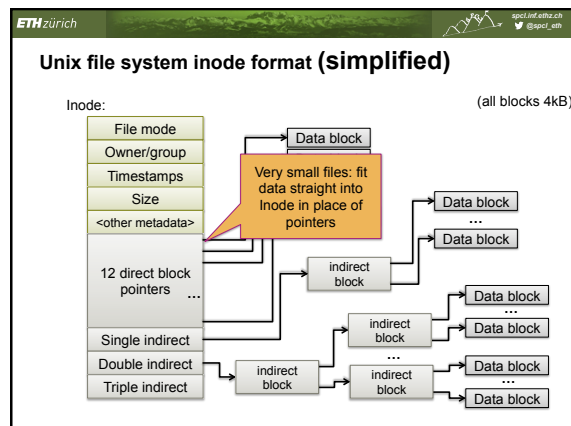 ETH zürich
spcl.inf.ethz.ch
@spcl_eth
Unix file system inode format (simplified)
Inode:
(all blocks 4kB)
File mode
Owner/group
Timestamps
Size
<other metadata>
12 direct block
pointers
...
Single indirect
Double indirect
Triple indirect
Data block
Very small files: fit
data straight into
Inode in place of
pointers
Data block
...
Data block
indirect
block
Data block
...
Data block
indirect
block
...
indirect
block
indirect
block
Data block
...
Data block